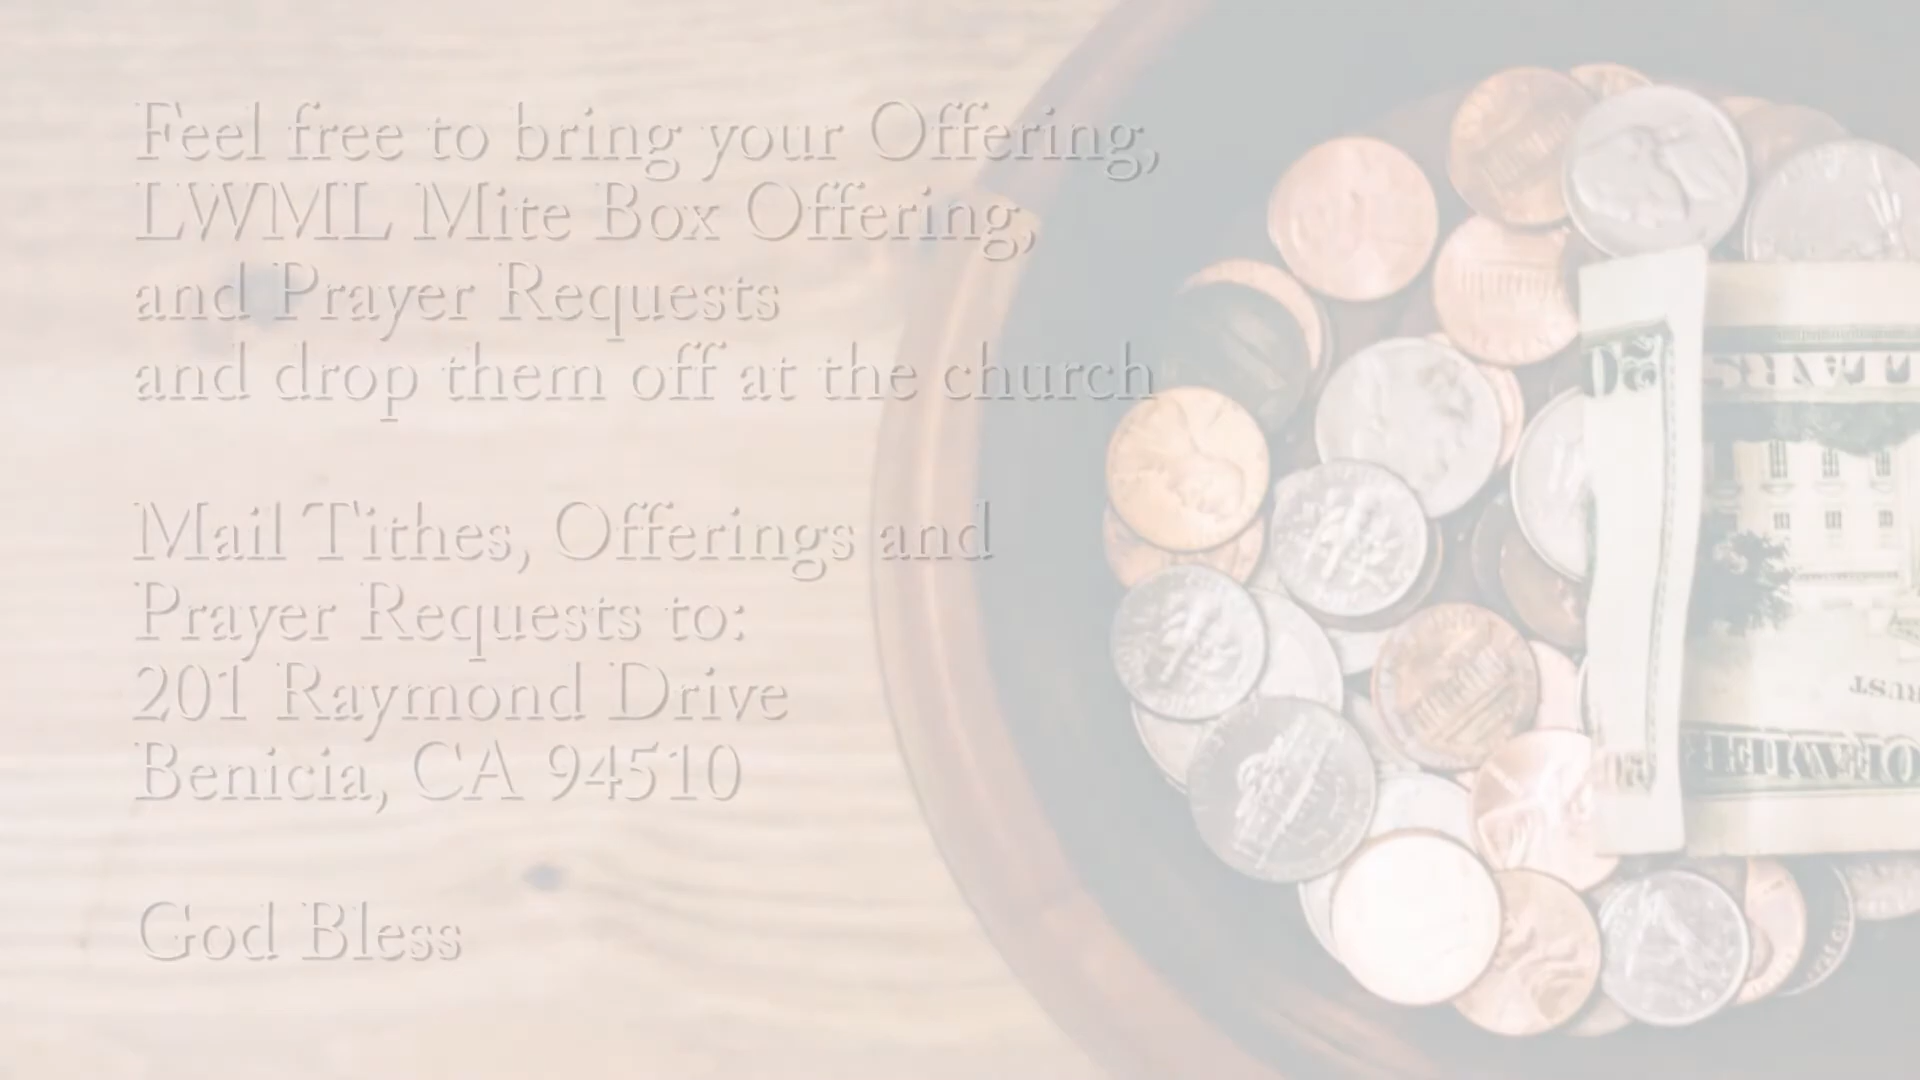 Feel free to bring your Offering,
LWML Mite Box Offering,
and Prayer Requests
and drop them off at the church
Mail Tithes, Offerings and
Prayer Requests to:
201 Raymond Drive
Benicia, CA 94510
God Bless
50